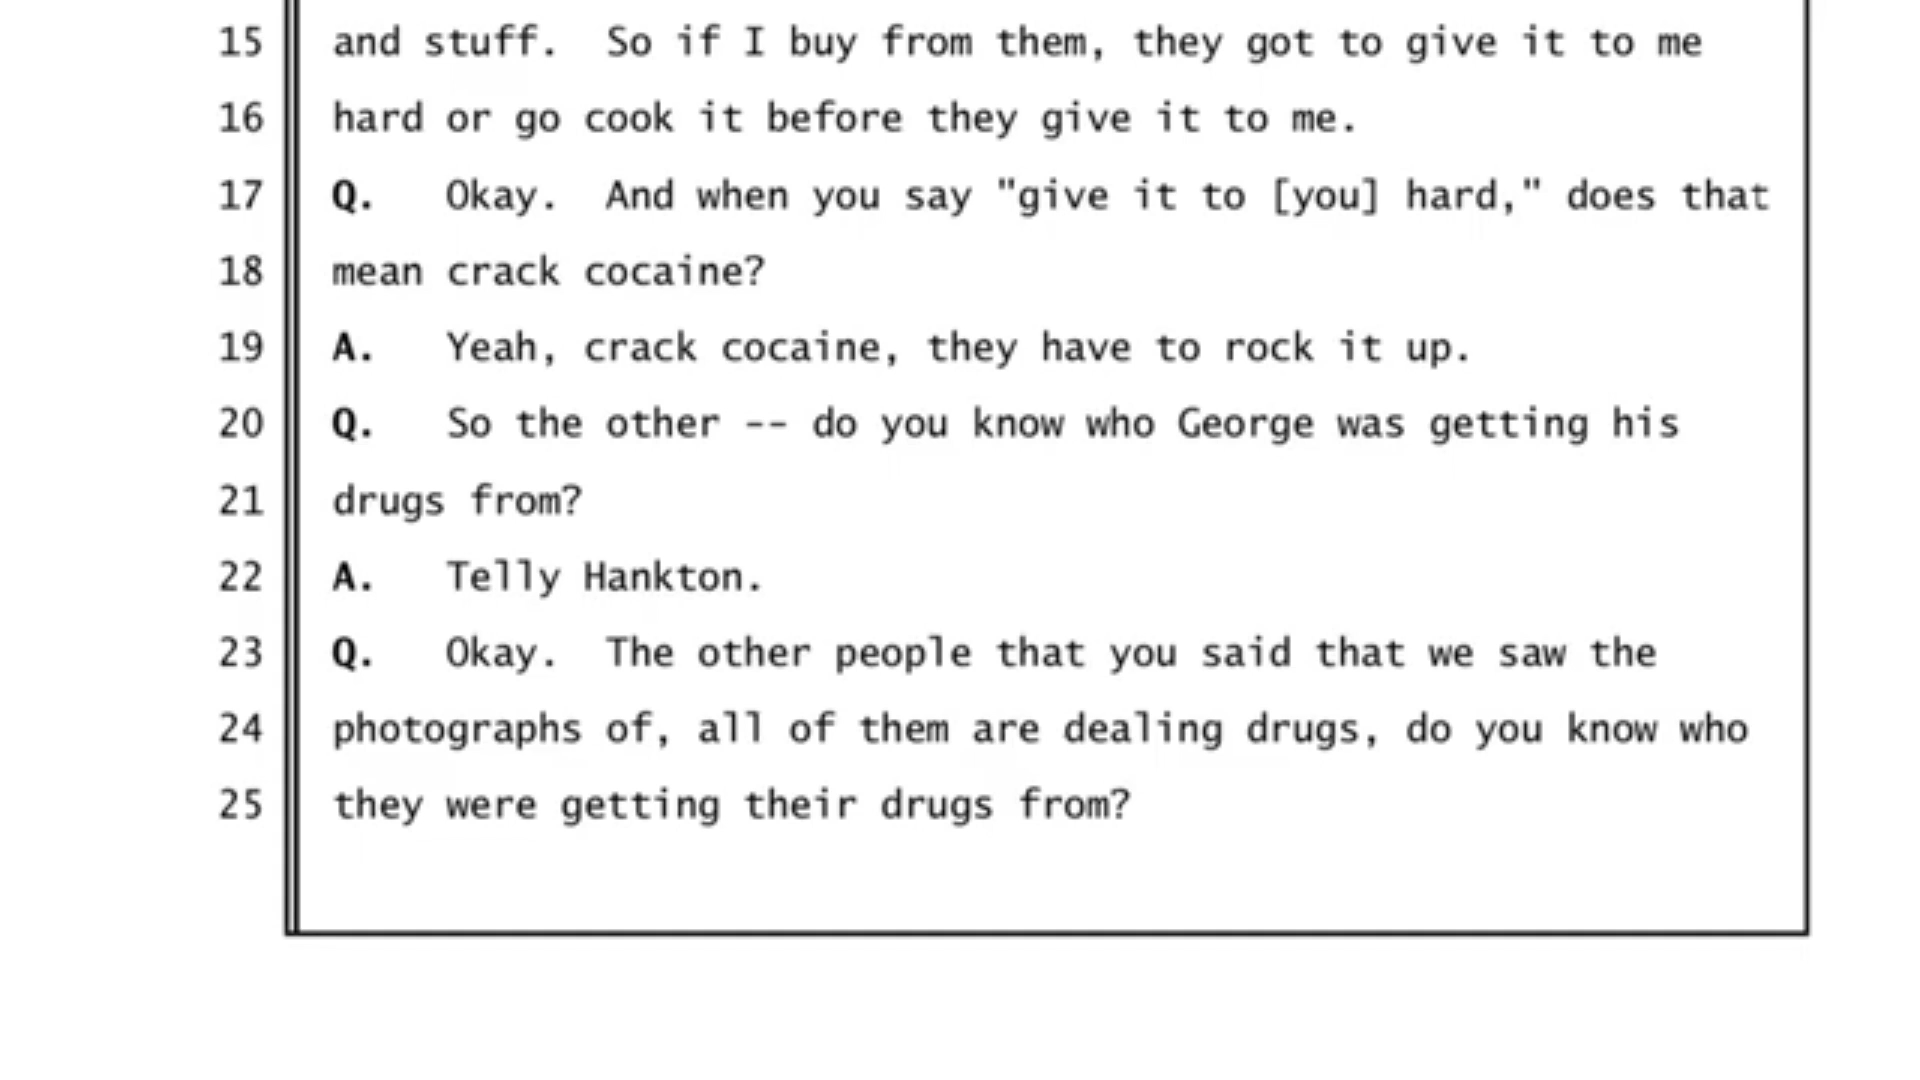 15 and stuff.  So if I buy from them, they got to give it to me
16 hard or go cook it before they give it to me.
17 Q.   Okay.  And when you say "give it to [you] hard," does that
18 mean crack cocaine?
19 A.   Yeah, crack cocaine, they have to rock it up.
20 Q.   So the other -- do you know who George was getting his
21 drugs from?
22 A.   Telly Hankton.
23 Q.   Okay.  The other people that you said that we saw the
24 photographs of, all of them are dealing drugs, do you know who
25 they were getting their drugs from?